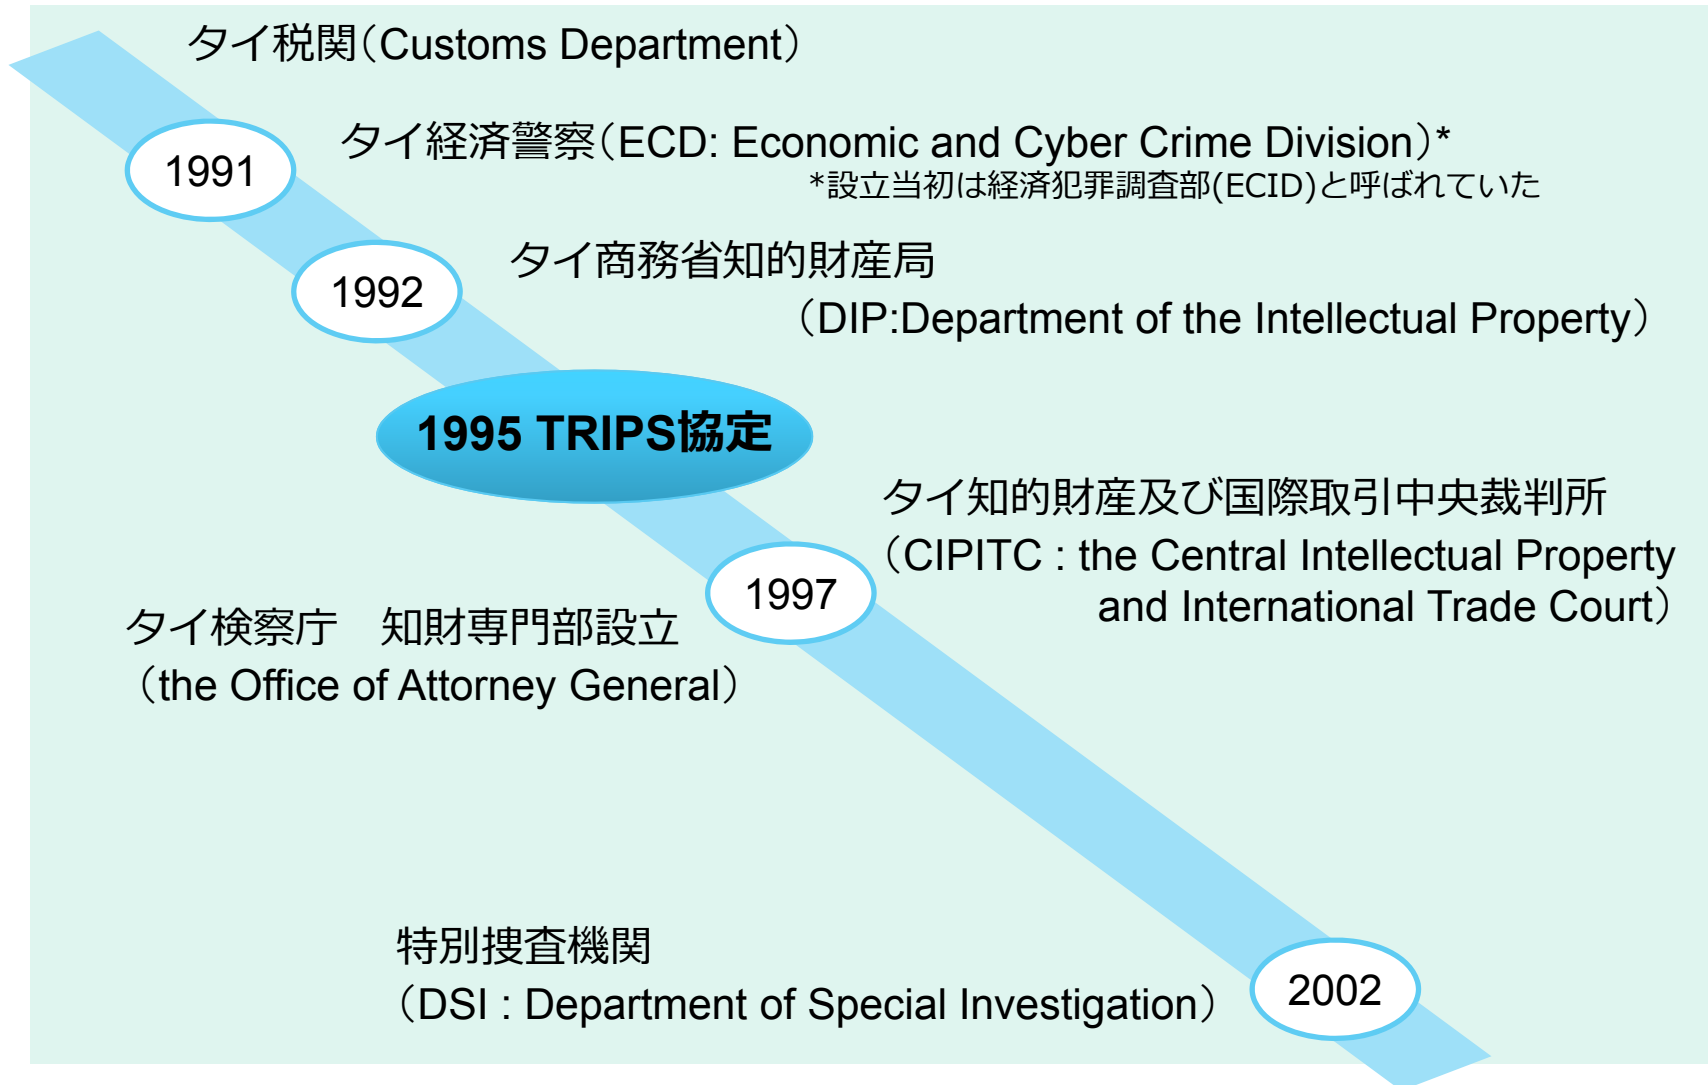 タイ税関（Customs Department）
1991
タイ経済警察（ECD: Economic and Cyber Crime Division）*
*設立当初は経済犯罪調査部(ECID)と呼ばれていた
1992
タイ商務省知的財産局
（DIP:Department of the Intellectual Property）
1995 TRIPS協定
タイ知的財産及び国際取引中央裁判所
（CIPITC : the Central Intellectual Property
and International Trade Court）
1997
タイ検察庁　知財専門部設立
（the Office of Attorney General）
特別捜査機関
（DSI : Department of Special Investigation）
2002